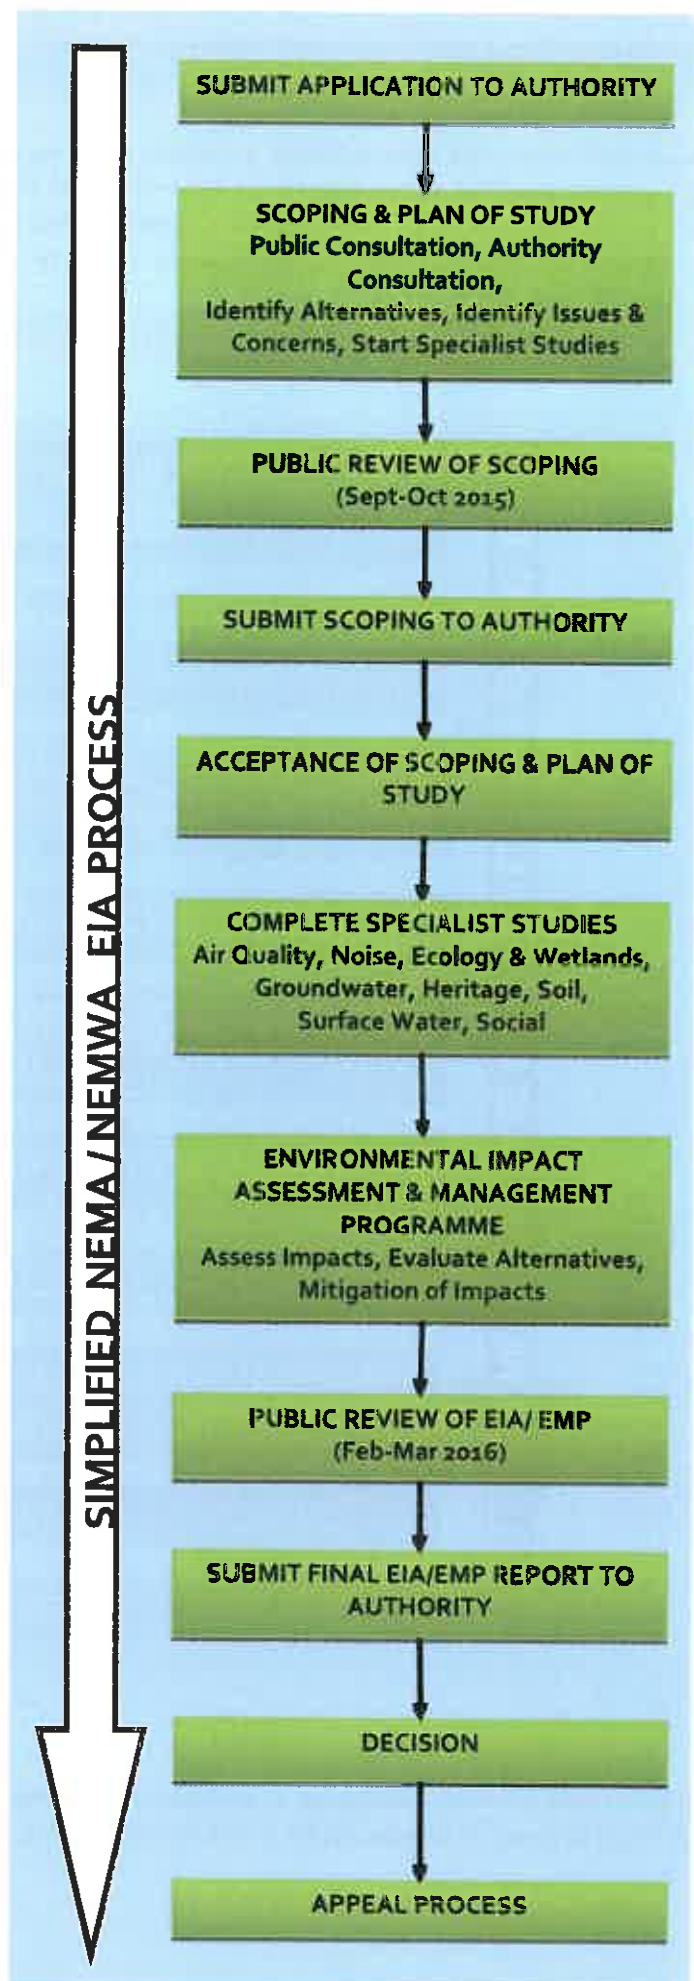 SIMPLIFIED NEMA / NEMWA EIA PROCESS
SUBMIT APPLICATION TO AUTHORITY
SCOPING & PLAN OF STUDY
Public Consultation, Authority
Consultation,
Identify Alternatives, Identify Issues &
Concerns, Start Specialist Studies
PUBLIC REVIEW OF SCOPING
(Sept-Oct 2015)
SUBMIT SCOPING TO AUTHORITY
ACCEPTANCE OF SCOPING & PLAN OF
STUDY
COMPLETE SPECIALIST STUDIES
Air Quality, Noise, Ecology & Wetlands,
Groundwater, Heritage, Soil,
Surface Water, Social
ENVIRONMENTAL IMPACT
ASSESSMENT & MANAGEMENT
PROGRAMME
Assess Impacts, Evaluate Alternatives,
Mitigation of Impacts
PUBLIC REVIEW OF EIA/ EMP
(Feb-Mar 2016)
SUBMIT FINAL EIA/EMP REPORT TO
AUTHORITY
DECISION
APPEAL PROCESS